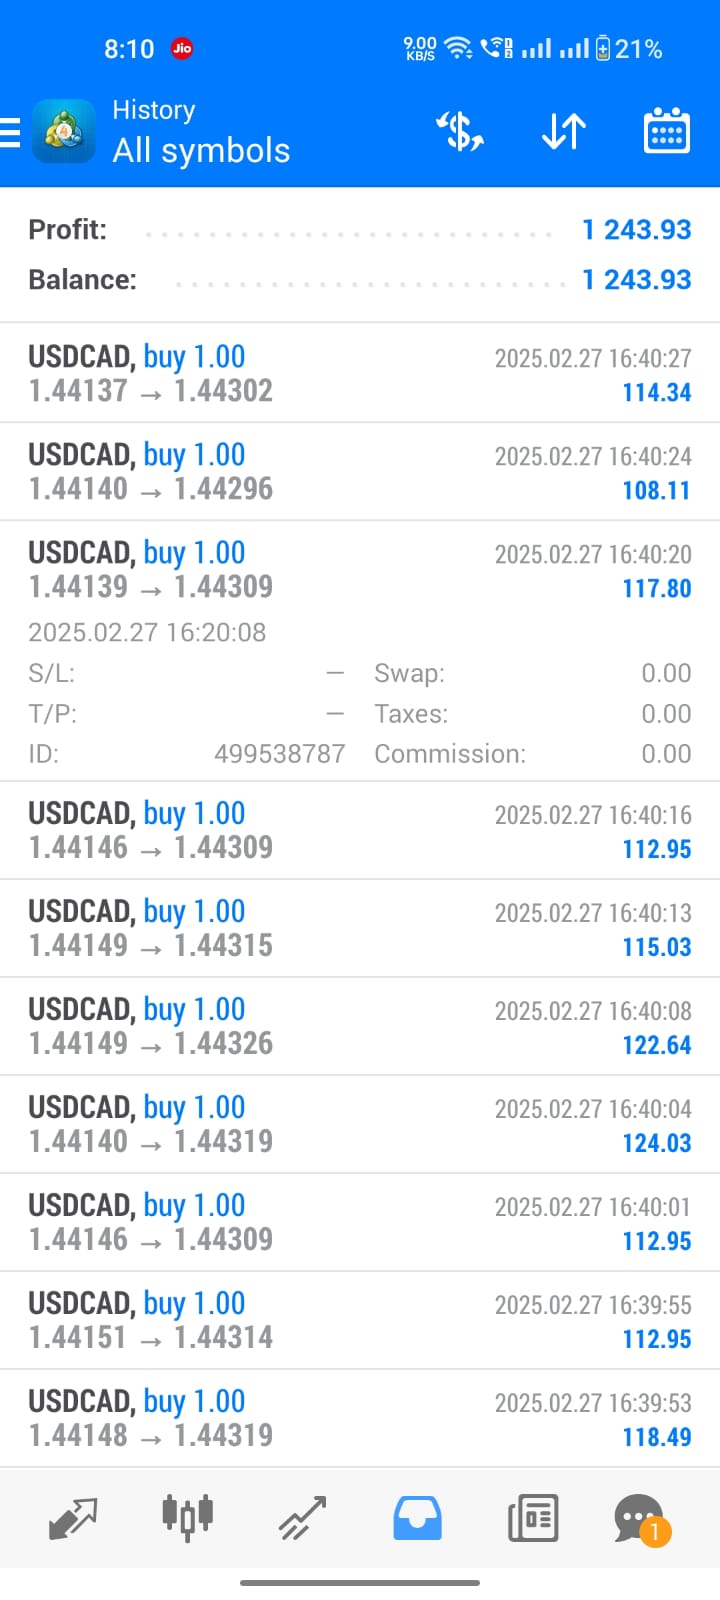 8:10 Jio 9.00 KB/S 21%
History
All symbols
Profit: 1 243.93
Balance: 1 243.93
USDCAD, buy 1.00 2025.02.27 16:40:27
1.44137 → 1.44302 114.34
USDCAD, buy 1.00 2025.02.27 16:40:24
1.44140 → 1.44296 108.11
USDCAD, buy 1.00 2025.02.27 16:40:20
1.44139 → 1.44309 117.80
2025.02.27 16:20:08
S/L: — Swap: 0.00
T/P: — Taxes: 0.00
ID: 499538787 Commission: 0.00
USDCAD, buy 1.00 2025.02.27 16:40:16
1.44146 → 1.44309 112.95
USDCAD, buy 1.00 2025.02.27 16:40:13
1.44149 → 1.44315 115.03
USDCAD, buy 1.00 2025.02.27 16:40:08
1.44149 → 1.44326 122.64
USDCAD, buy 1.00 2025.02.27 16:40:04
1.44140 → 1.44319 124.03
USDCAD, buy 1.00 2025.02.27 16:40:01
1.44146 → 1.44309 112.95
USDCAD, buy 1.00 2025.02.27 16:39:55
1.44151 → 1.44314 112.95
USDCAD, buy 1.00 2025.02.27 16:39:53
1.44148 → 1.44319 118.49
1